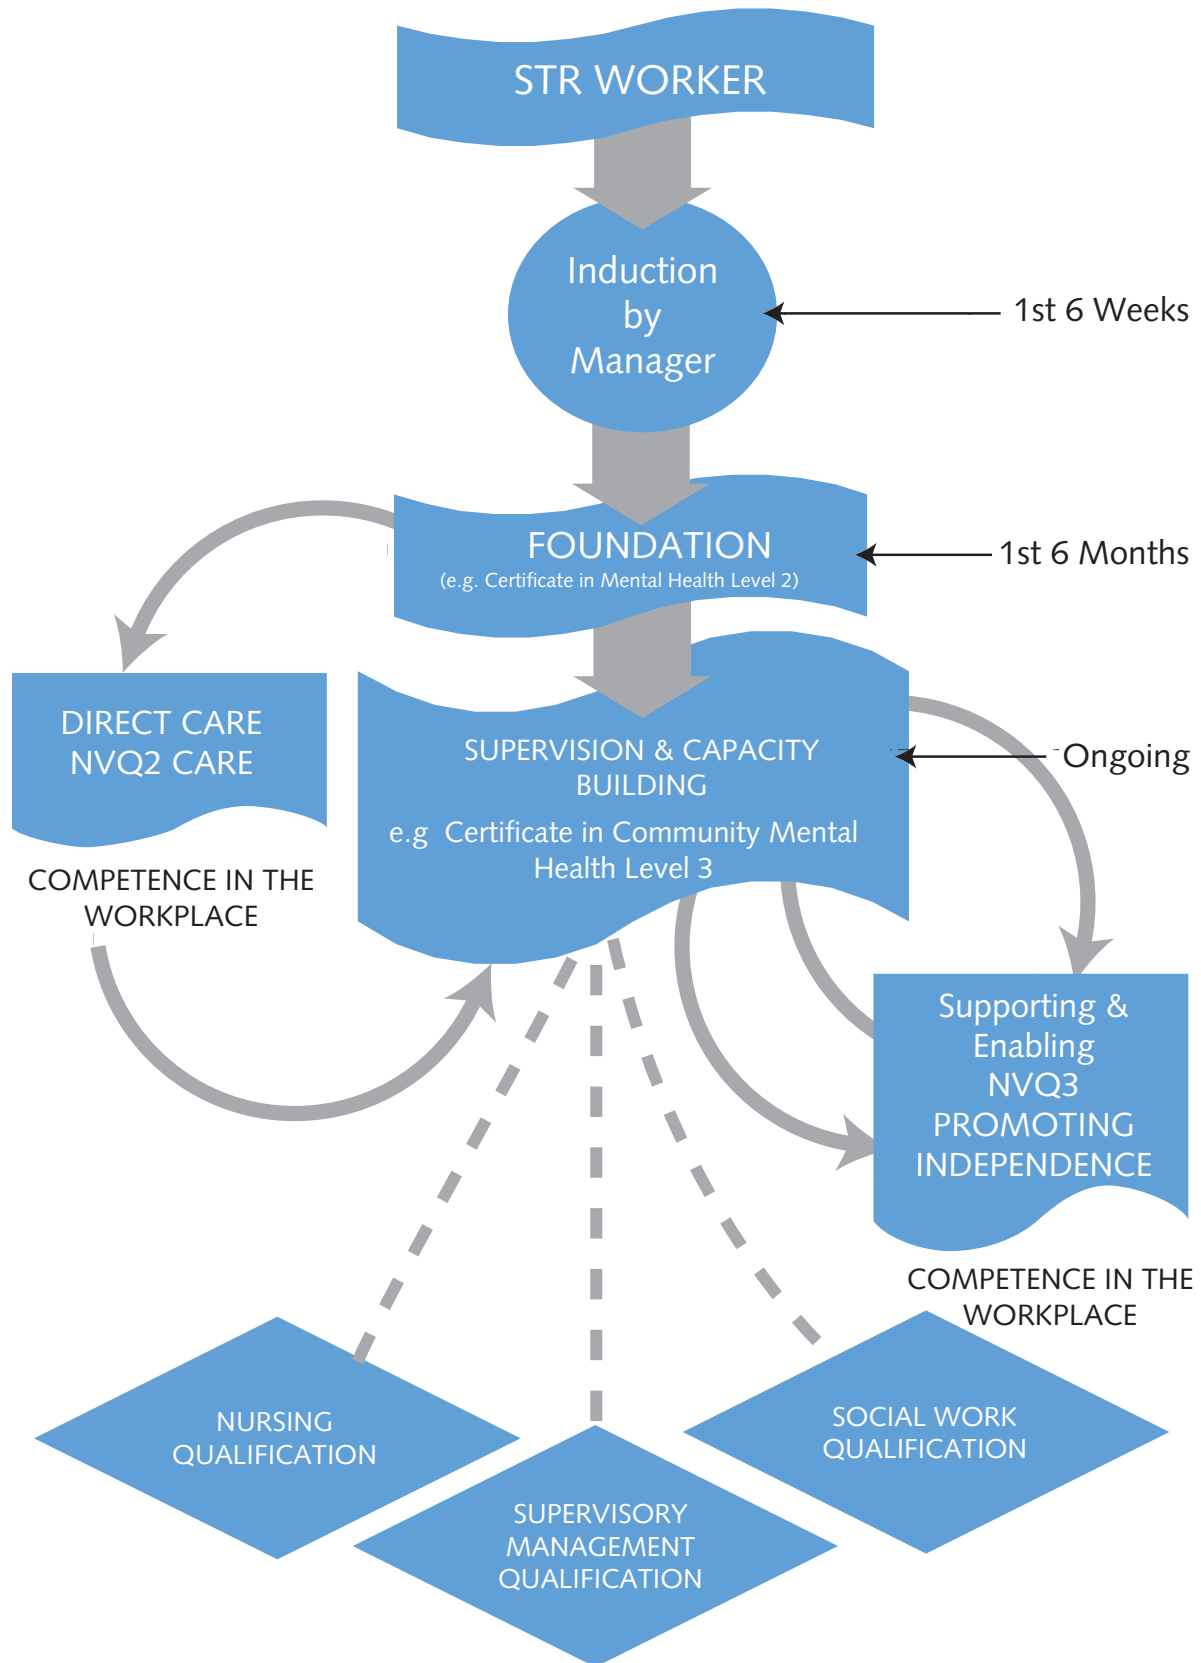 STR WORKER
Induction
by
Manager
1st 6 Weeks
FOUNDATION
(e.g. Certificate in Mental Health Level 2)
1st 6 Months
DIRECT CARE
NVQ2 CARE
COMPETENCE IN THE
WORKPLACE
SUPERVISION & CAPACITY
BUILDING
e.g Certificate in Community Mental
Health Level 3
Ongoing
Supporting &
Enabling
NVQ3
PROMOTING
INDEPENDENCE
COMPETENCE IN THE
WORKPLACE
NURSING
QUALIFICATION
SUPERVISORY
MANAGEMENT
QUALIFICATION
SOCIAL WORK
QUALIFICATION